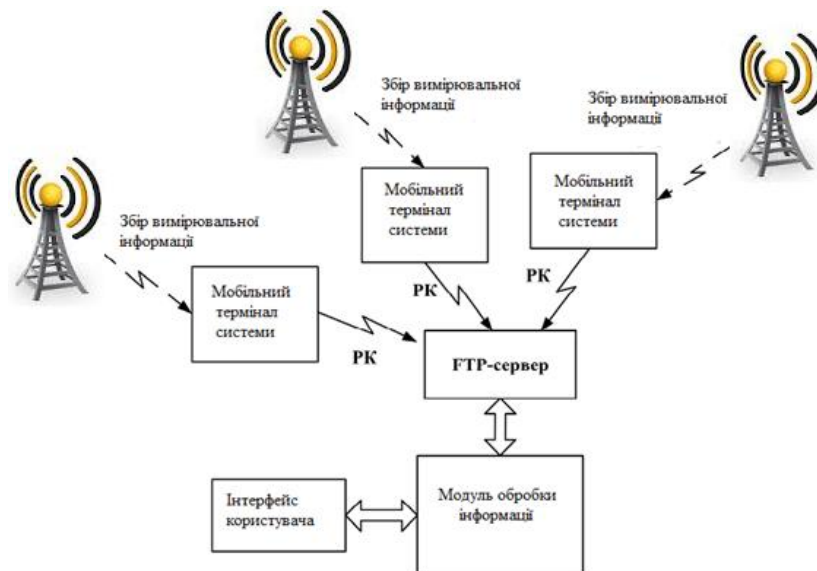 Збір вимірювальної
інформації
Збір вимірювальної
інформації
Збір вимірювальної
інформації
Мобільний
термінал
системи
Мобільний
термінал
системи
Мобільний
термінал
системи
РК
РК
РК
FTP-сервер
Інтерфейс
користувача
Модуль обробки
інформації